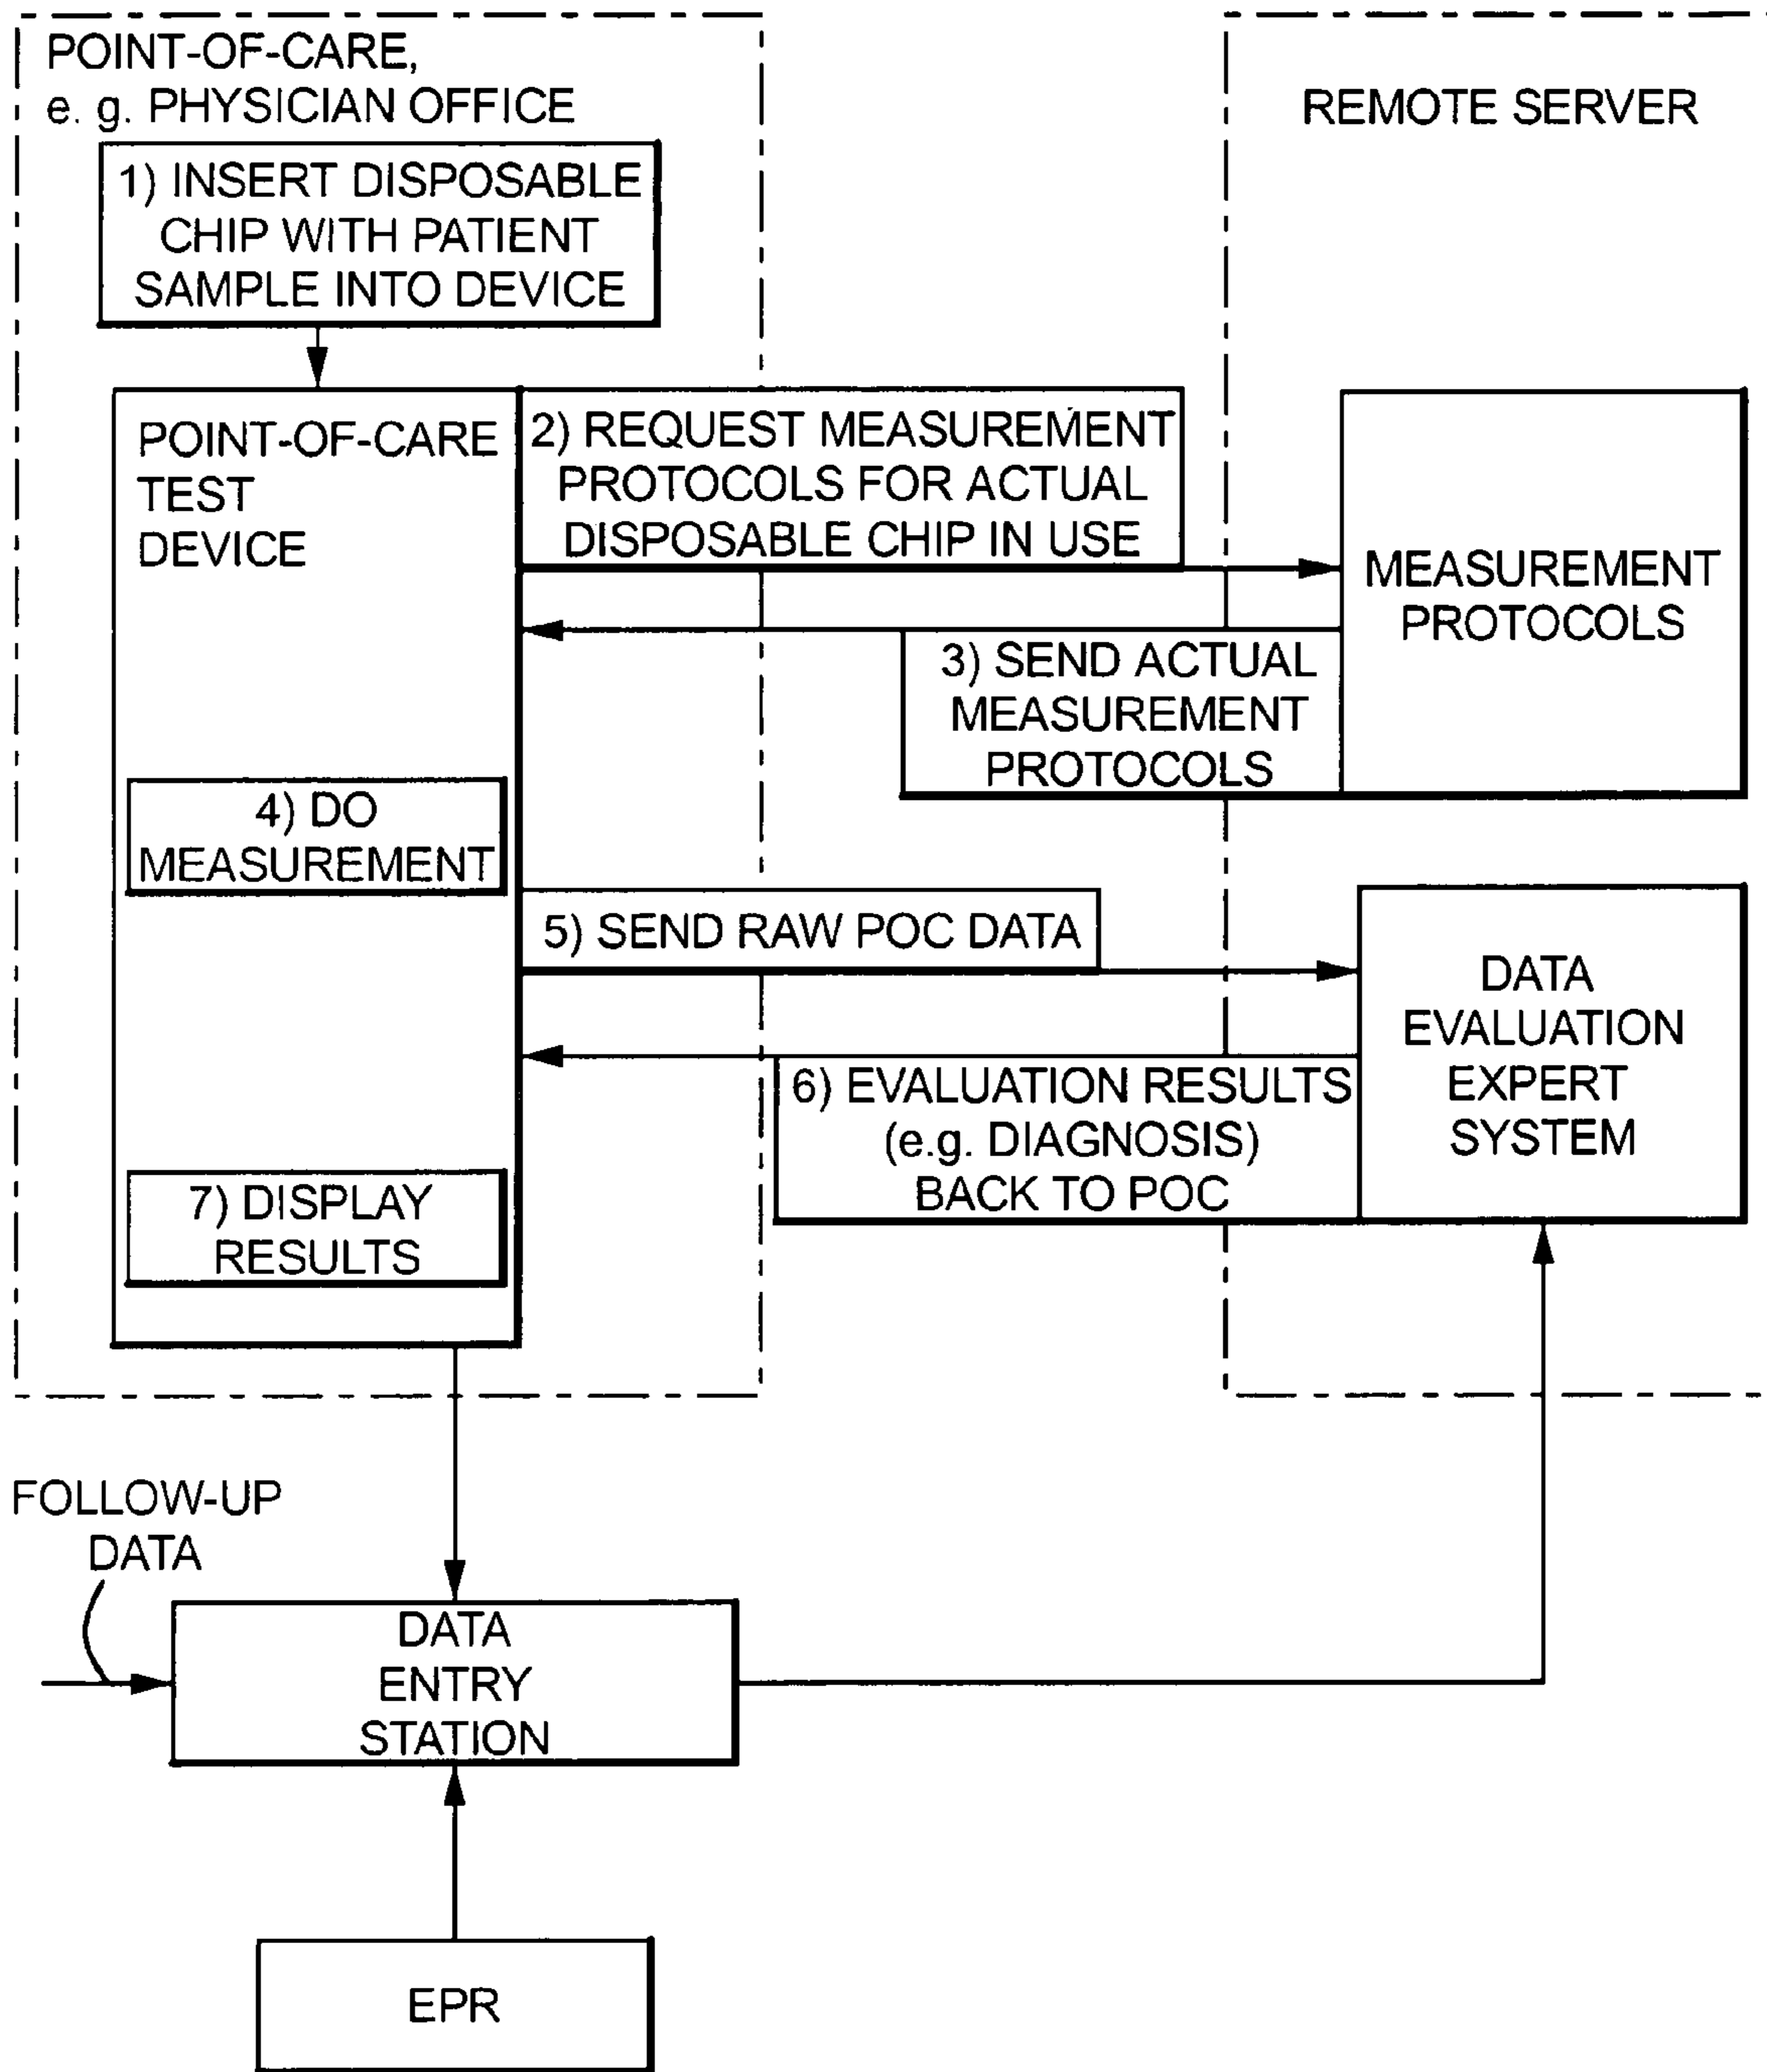 POINT-OF-CARE,
e. g. PHYSICIAN OFFICE
REMOTE SERVER
1) INSERT DISPOSABLE
CHIP WITH PATIENT
SAMPLE INTO DEVICE
POINT-OF-CARE
TEST
DEVICE
2) REQUEST MEASUREMENT
PROTOCOLS FOR ACTUAL
DISPOSABLE CHIP IN USE
MEASUREMENT
PROTOCOLS
3) SEND ACTUAL
MEASUREMENT
PROTOCOLS
4) DO
MEASUREMENT
5) SEND RAW POC DATA
DATA
EVALUATION
EXPERT
SYSTEM
6) EVALUATION RESULTS
(e.g. DIAGNOSIS)
BACK TO POC
7) DISPLAY
RESULTS
FOLLOW-UP
DATA
DATA
ENTRY
STATION
EPR